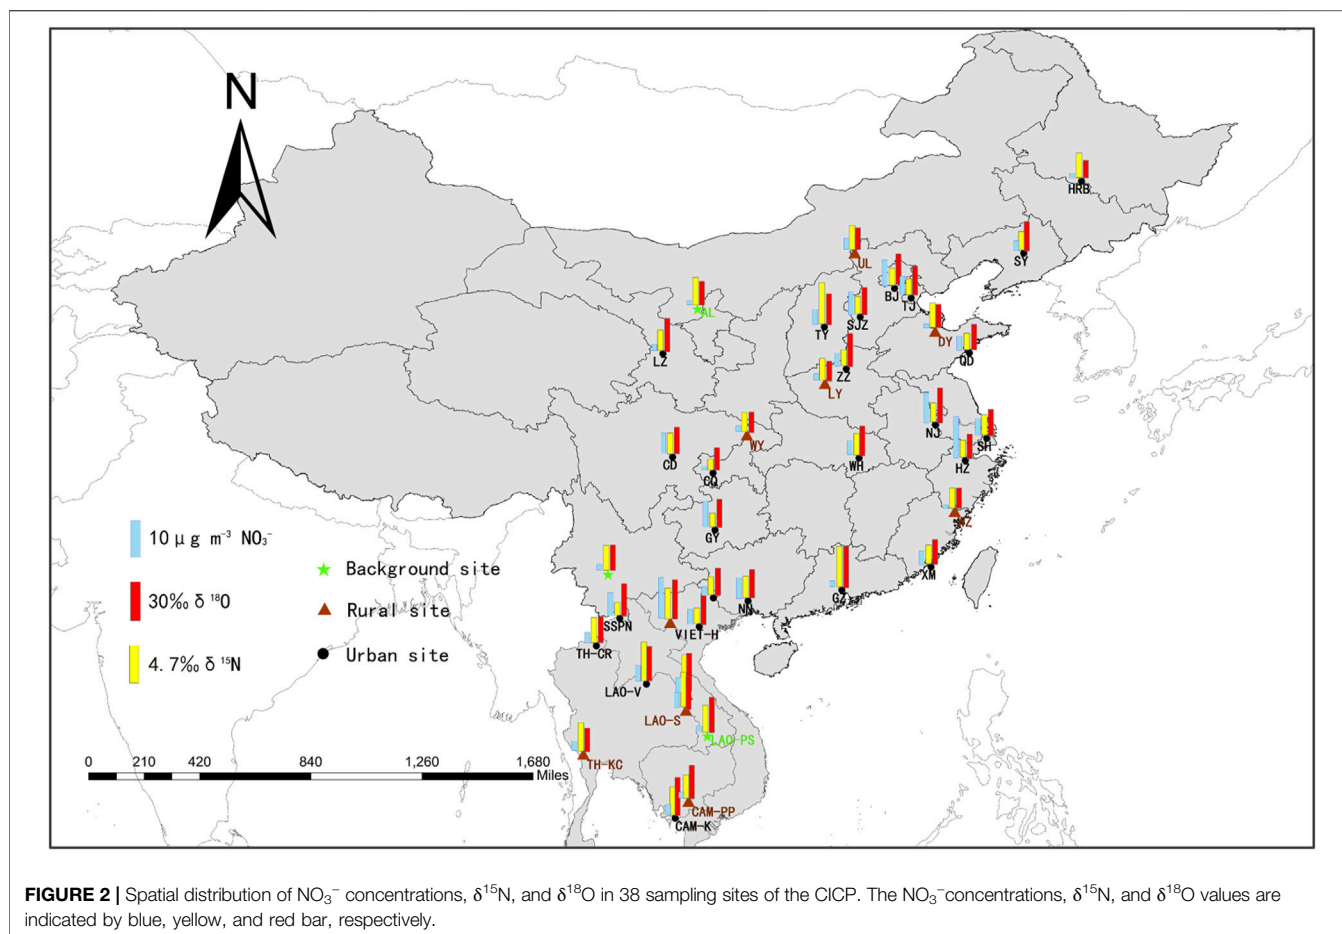 N
HRB
SY
UL
BJ
TJ
AL
TY
SJZ
DY
LZ
ZZ
QD
LY
NJ
WY
SH
CD
WH
HZ
CQ
10 μg m⁻³ NO₃⁻
GY
Background site
XM
30‰ δ ¹⁸O
Rural site
GZ
NN
SSPN
VIET-H
4.7‰ δ ¹⁵N
Urban site
TH-CR
LAO-V
LAO-S
LAO-PS
TH-KC
0 210 420 840 1,260 1,680 Miles
CAM-PP
CAM-K
FIGURE 2 | Spatial distribution of NO₃⁻ concentrations, δ¹⁵N, and δ¹⁸O in 38 sampling sites of the CICP. The NO₃⁻concentrations, δ¹⁵N, and δ¹⁸O values are
indicated by blue, yellow, and red bar, respectively.